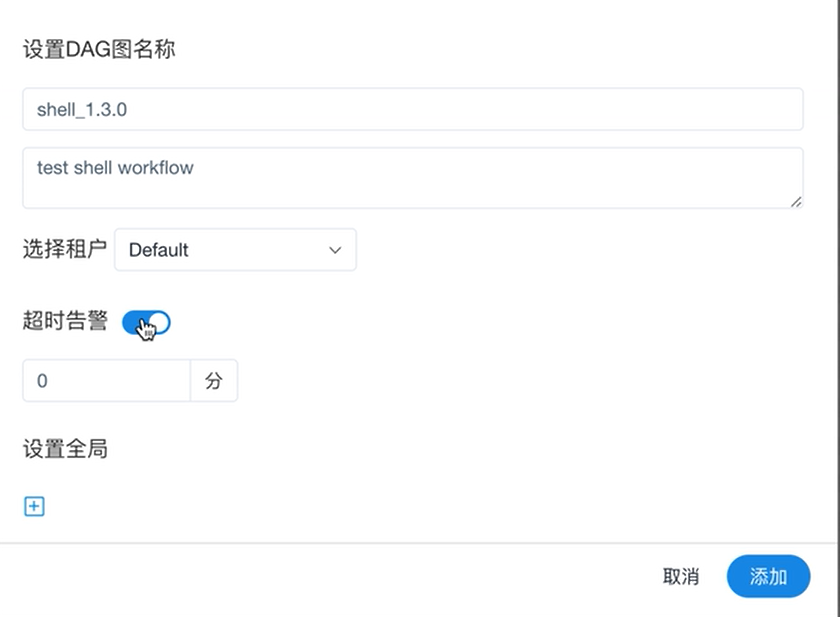 设置DAG图名称
shell_1.3.0
test shell workflow
选择租户 Default
超时告警
0 分
设置全局
取消 添加